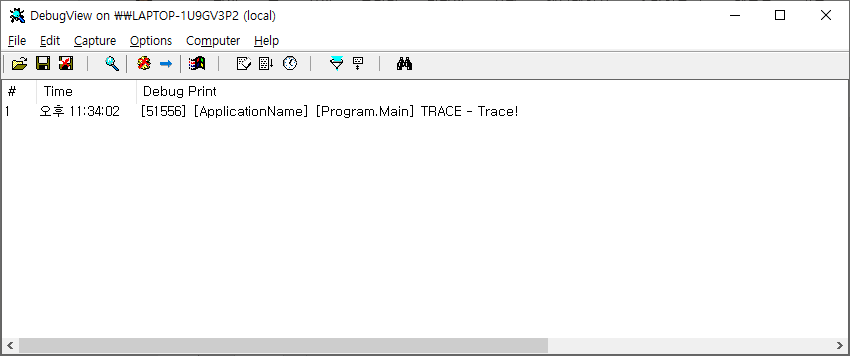 DebugView on ₩₩LAPTOP-1U9GV3P2 (local)
File Edit Capture Options Computer Help
# Time Debug Print
1 오후 11:34:02 [51556] [ApplicationName] [Program.Main] TRACE - Trace!